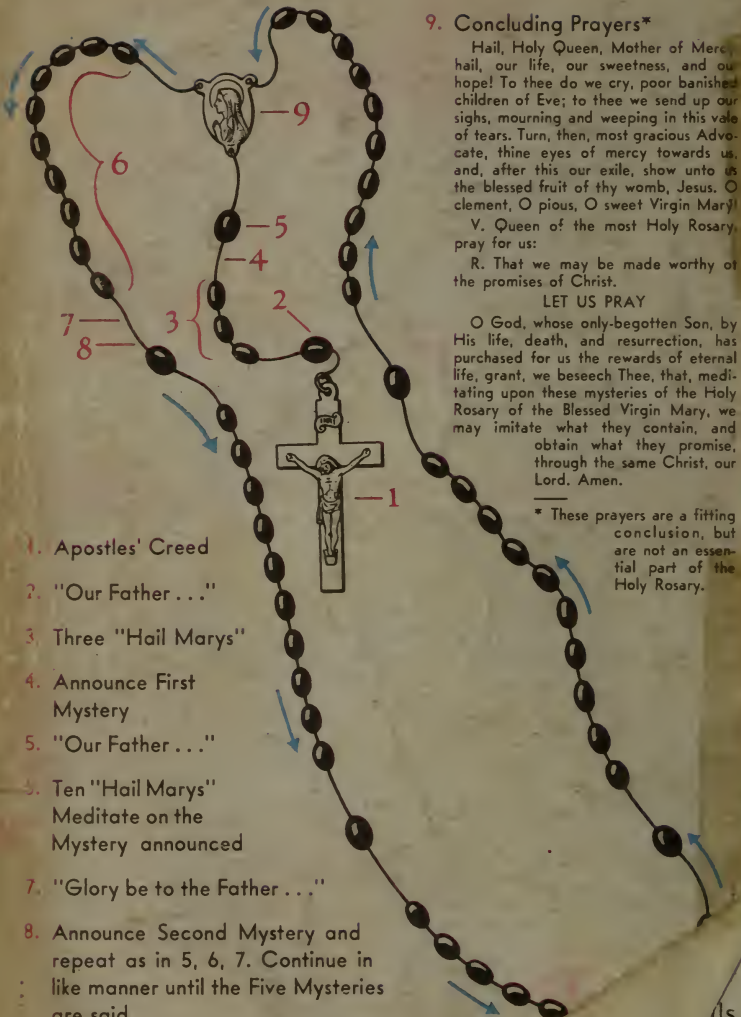 1. Apostles' Creed
2. "Our Father . . ."
3. Three "Hail Marys"
4. Announce First
Mystery
5. "Our Father . . ."
Ten "Hail Marys"
Meditate on the
Mystery announced
7. "Glory be to the Father . . ."
8. Announce Second Mystery and
repeat as in 5, 6, 7. Continue in
like manner until the Five Mysteries
are said
6
7
8
9
5
4
3
2
1
9. Concluding Prayers*
Hail, Holy Queen, Mother of Mercy,
hail, our life, our sweetness, and our
hope! To thee do we cry, poor banished
children of Eve; to thee we send up our
sighs, mourning and weeping in this vale
of tears. Turn, then, most gracious Advo-
cate, thine eyes of mercy towards us,
and, after this our exile, show unto us
the blessed fruit of thy womb, Jesus. O
clement, O pious, O sweet Virgin Mary!
V. Queen of the most Holy Rosary,
pray for us:
R. That we may be made worthy of
the promises of Christ.
LET US PRAY
O God, whose only-begotten Son, by
His life, death, and resurrection, has
purchased for us the rewards of eternal
life, grant, we beseech Thee, that, medi-
tating upon these mysteries of the Holy
Rosary of the Blessed Virgin Mary, we
may imitate what they contain, and
obtain what they promise,
through the same Christ, our
Lord. Amen.
* These prayers are a fitting
conclusion, but
are not an essen-
tial part of the
Holy Rosary.